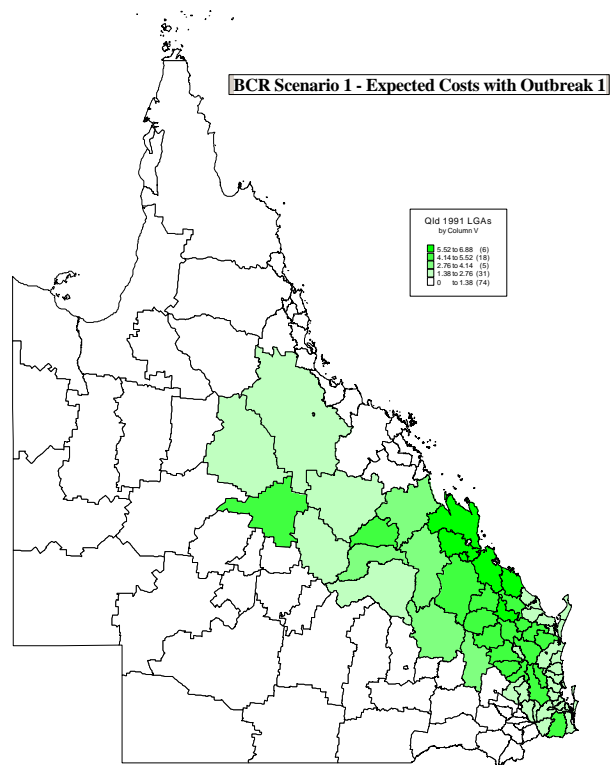 BCR Scenario 1 - Expected Costs with Outbreak 1
Qld 1991 LGAs
by Column V
5.52 to 6.88 (6)
4.14 to 5.52 (18)
2.76 to 4.14 (5)
1.38 to 2.76 (31)
0 to 1.38 (74)